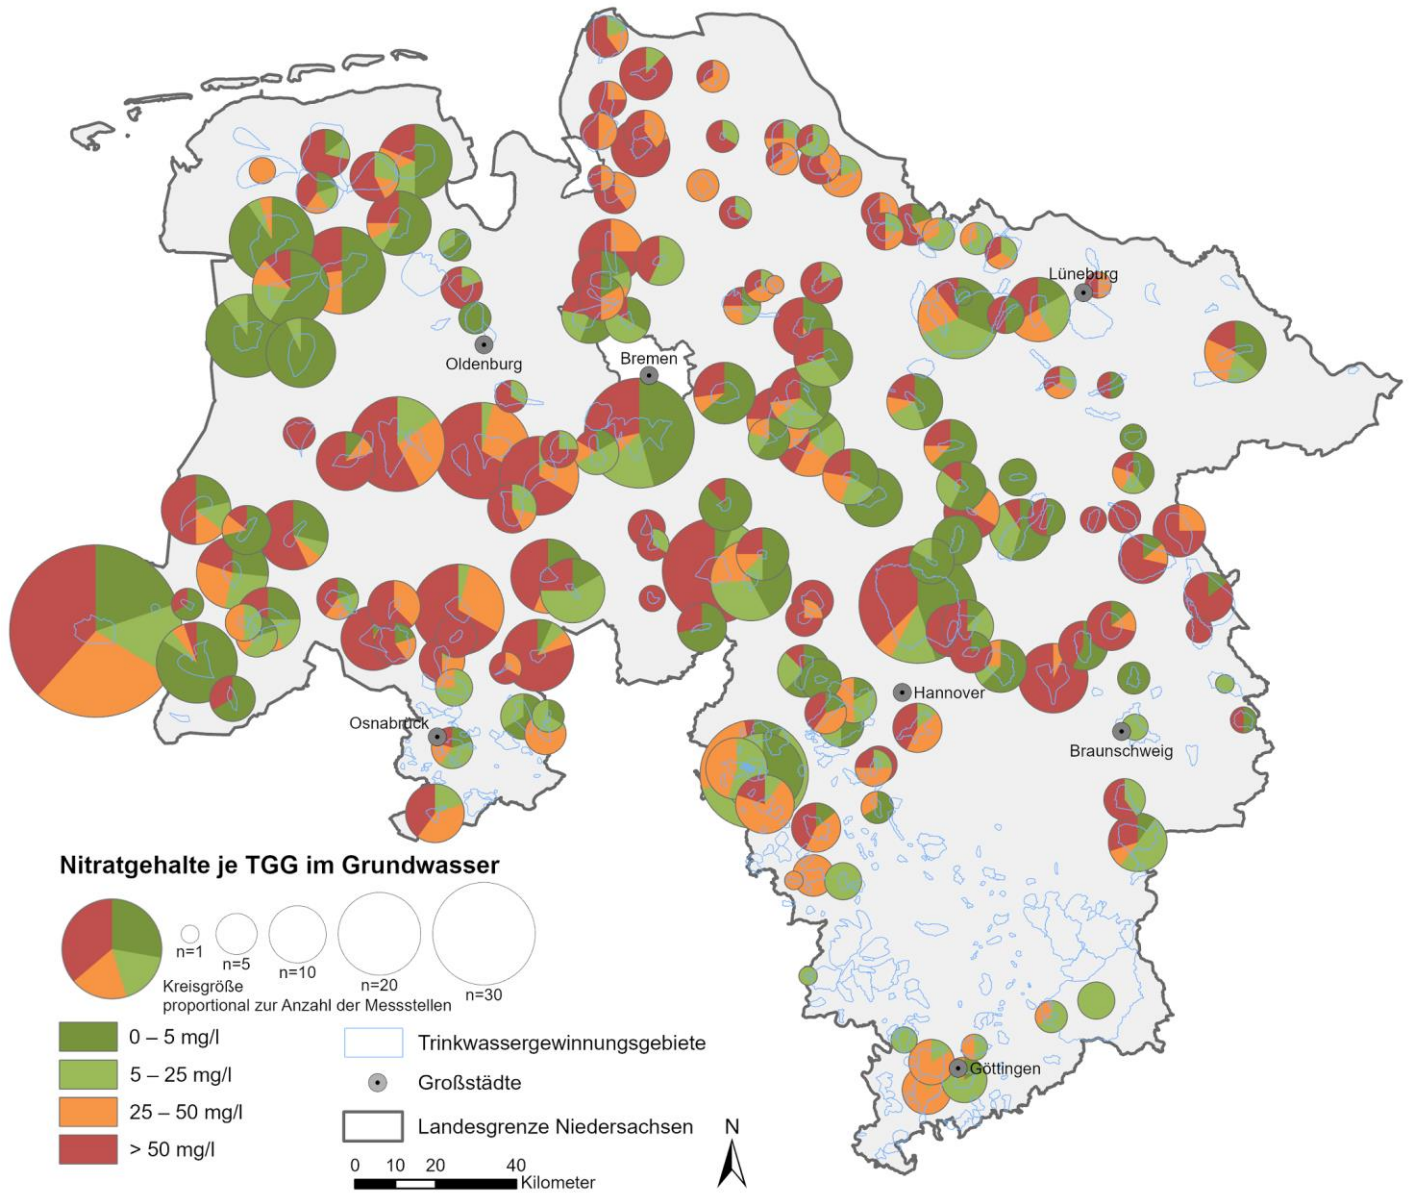 Lüneburg
Bremen
Oldenburg
Hannover
Osnabrück
Braunschweig
Göttingen
Nitratgehalte je TGG im Grundwasser
n=1
n=5
n=10
n=20
n=30
Kreisgröße
proportional zur Anzahl der Messstellen
0 – 5 mg/l
5 – 25 mg/l
25 – 50 mg/l
> 50 mg/l
Trinkwassergewinnungsgebiete
Großstädte
Landesgrenze Niedersachsen
0 10 20 40
Kilometer
N